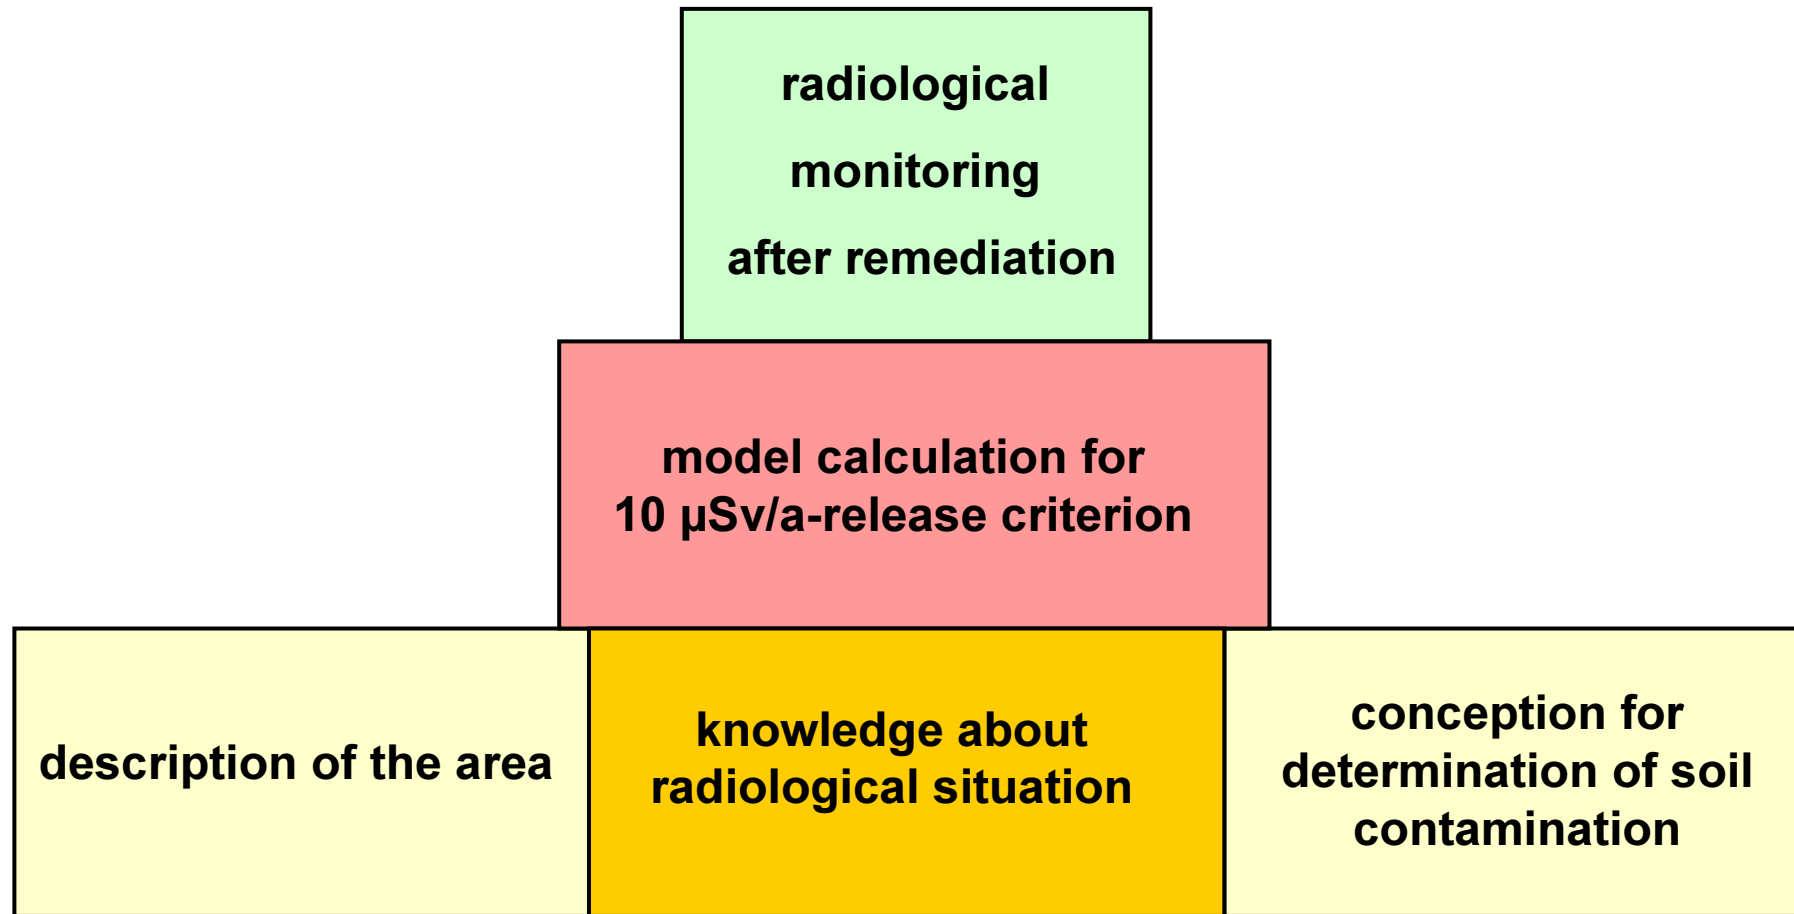 radiological
monitoring
after remediation
model calculation for
10 µSv/a-release criterion
description of the area
knowledge about
radiological situation
conception for
determination of soil
contamination